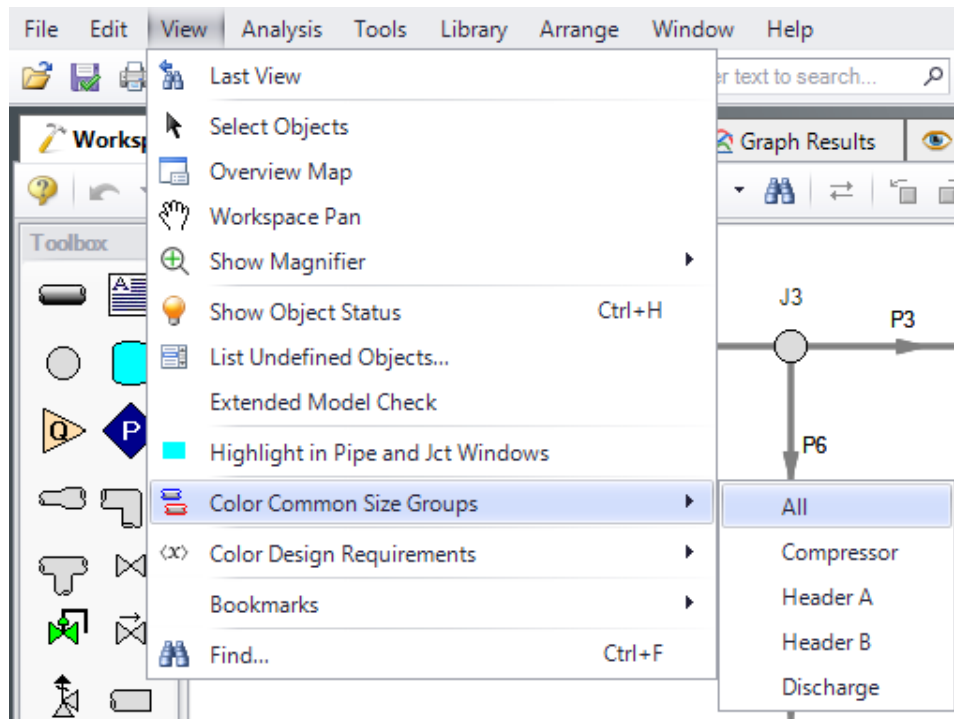 File Edit View Analysis Tools Library Arrange Window Help
Last View
er text to search...
Select Objects
Works
Graph Results
Overview Map
Workspace Pan
Toolbox
Show Magnifier
A
J3
P3
Show Object Status Ctrl+H
List Undefined Objects...
Extended Model Check
Q
P
P6
Highlight in Pipe and Jct Windows
Color Common Size Groups
All
<x> Color Design Requirements
Compressor
Bookmarks
Header A
Find... Ctrl+F
Header B
Discharge